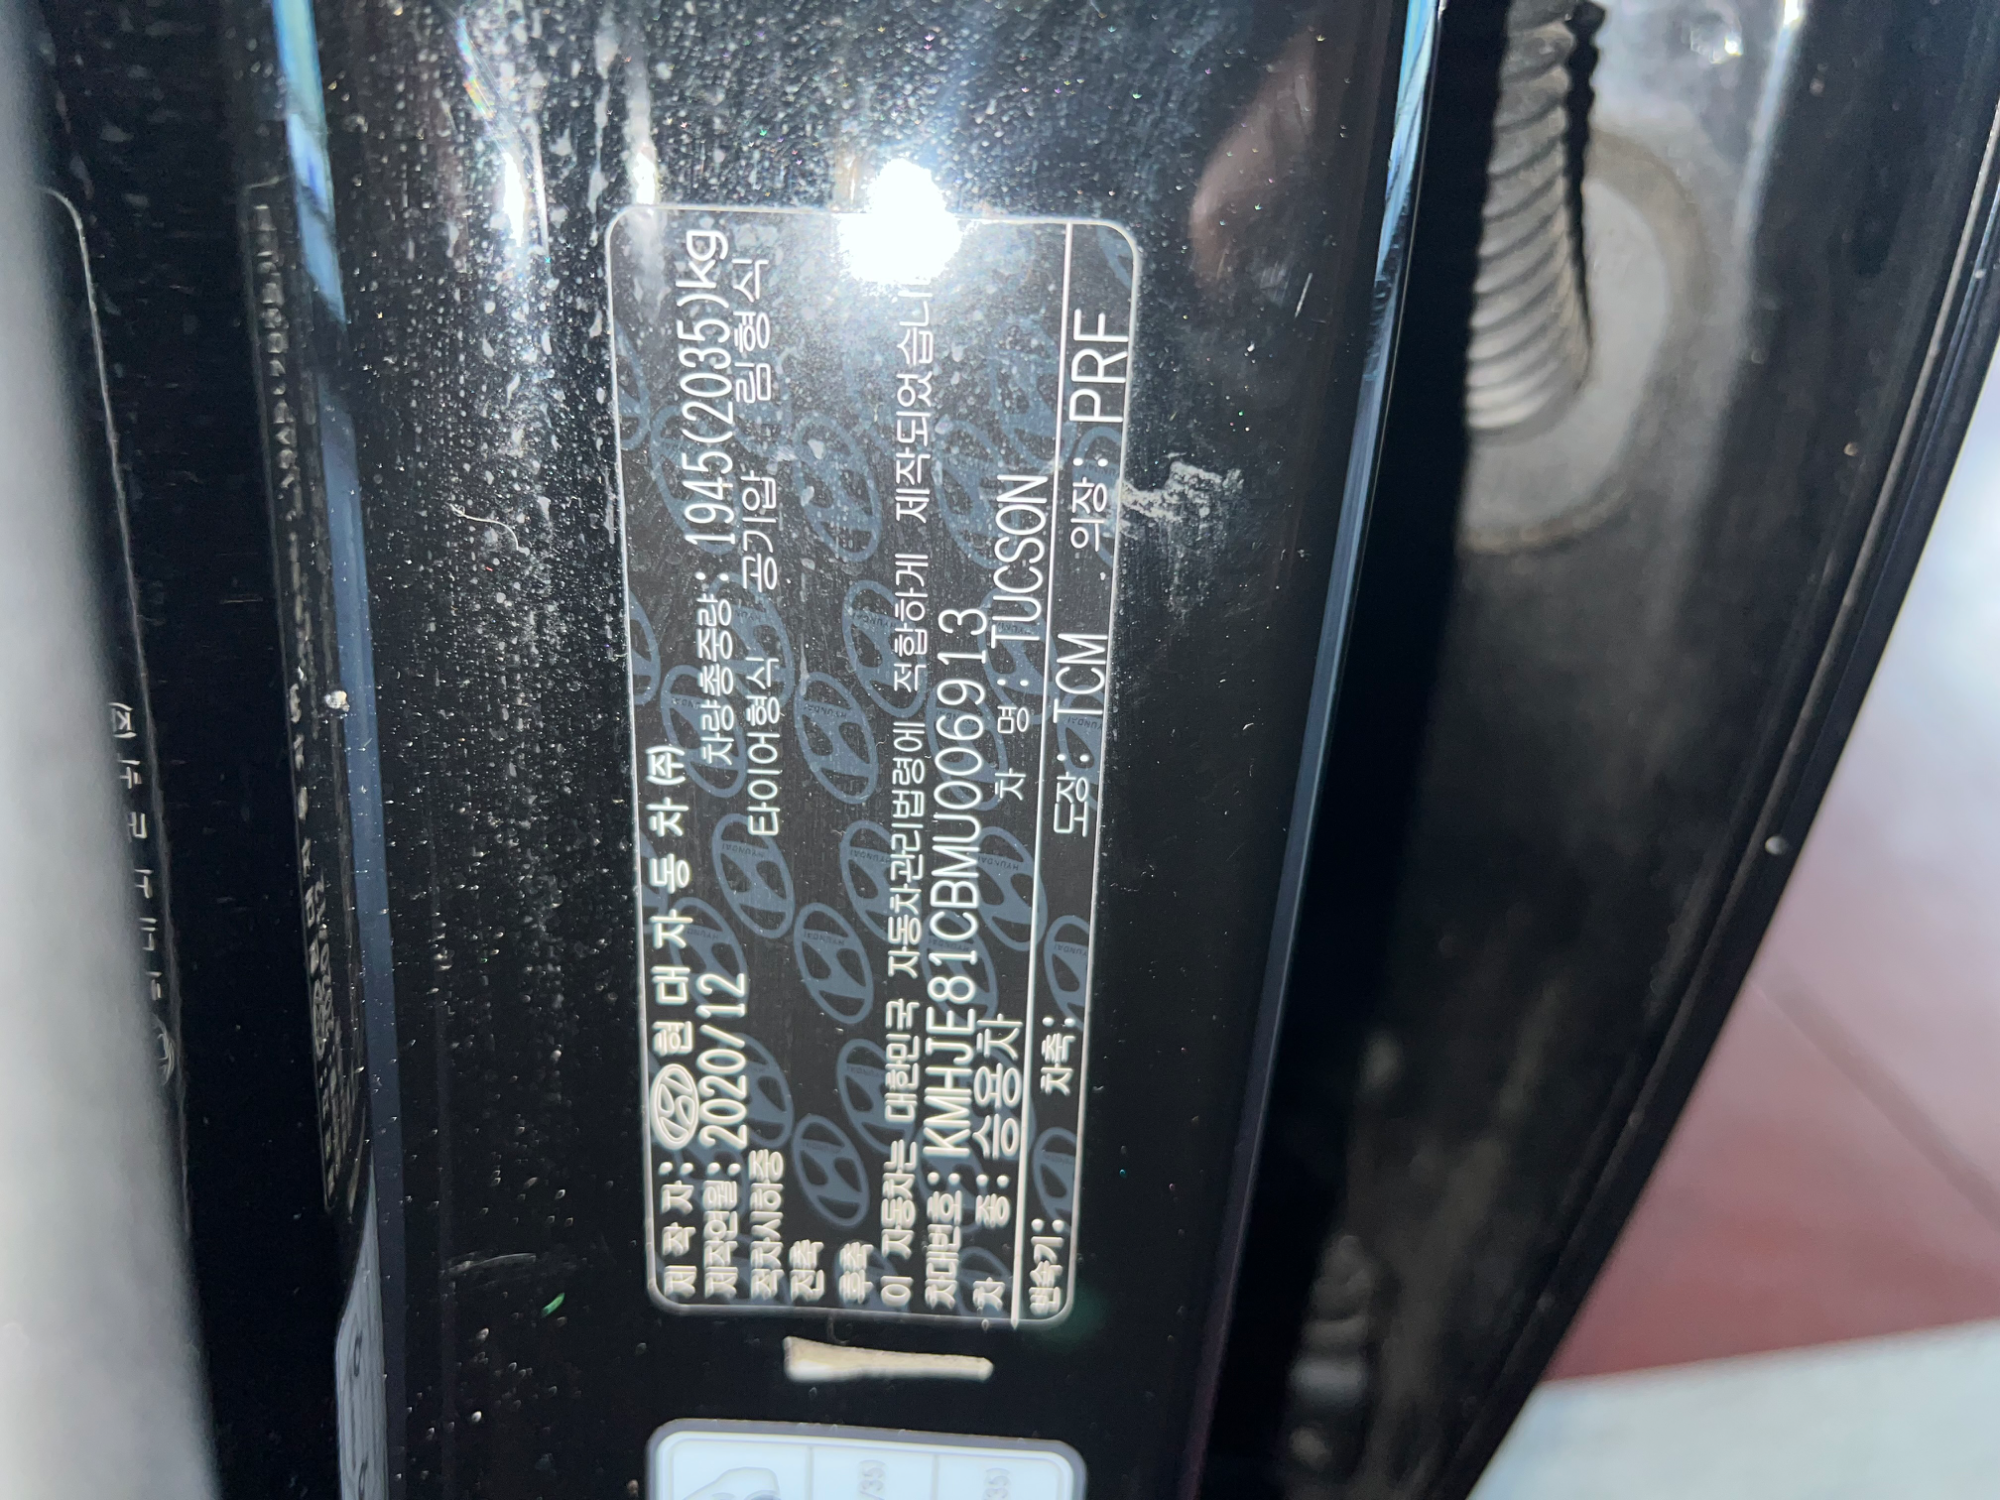 제 작 자 : 현 대 자 동 차 (주)
제작연월 : 2020/12 차량총중량 : 1945(2035)kg
적차시하중 타이어형식 공기압 림형식
전축
후축
이 자동차는 대한민국 자동차관리법령에 적합하게 제작되었습니
차대번호 : KMHJE81CBMU006913
차 종 : 승용차 차 명 : TUCSON
변속기 : 차축 : 도장 : TCM 의장 : PRF